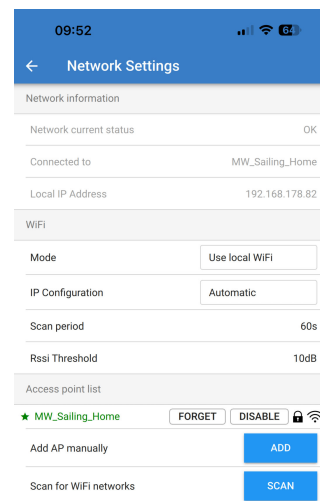 09:52 64
Network Settings
Network information
Network current status OK
Connected to MW_Sailing_Home
Local IP Address 192.168.178.82
WiFi
Mode Use local WiFi
IP Configuration Automatic
Scan period 60s
Rssi Threshold 10dB
Access point list
MW_Sailing_Home FORGET DISABLE
Add AP manually ADD
Scan for WiFi networks SCAN